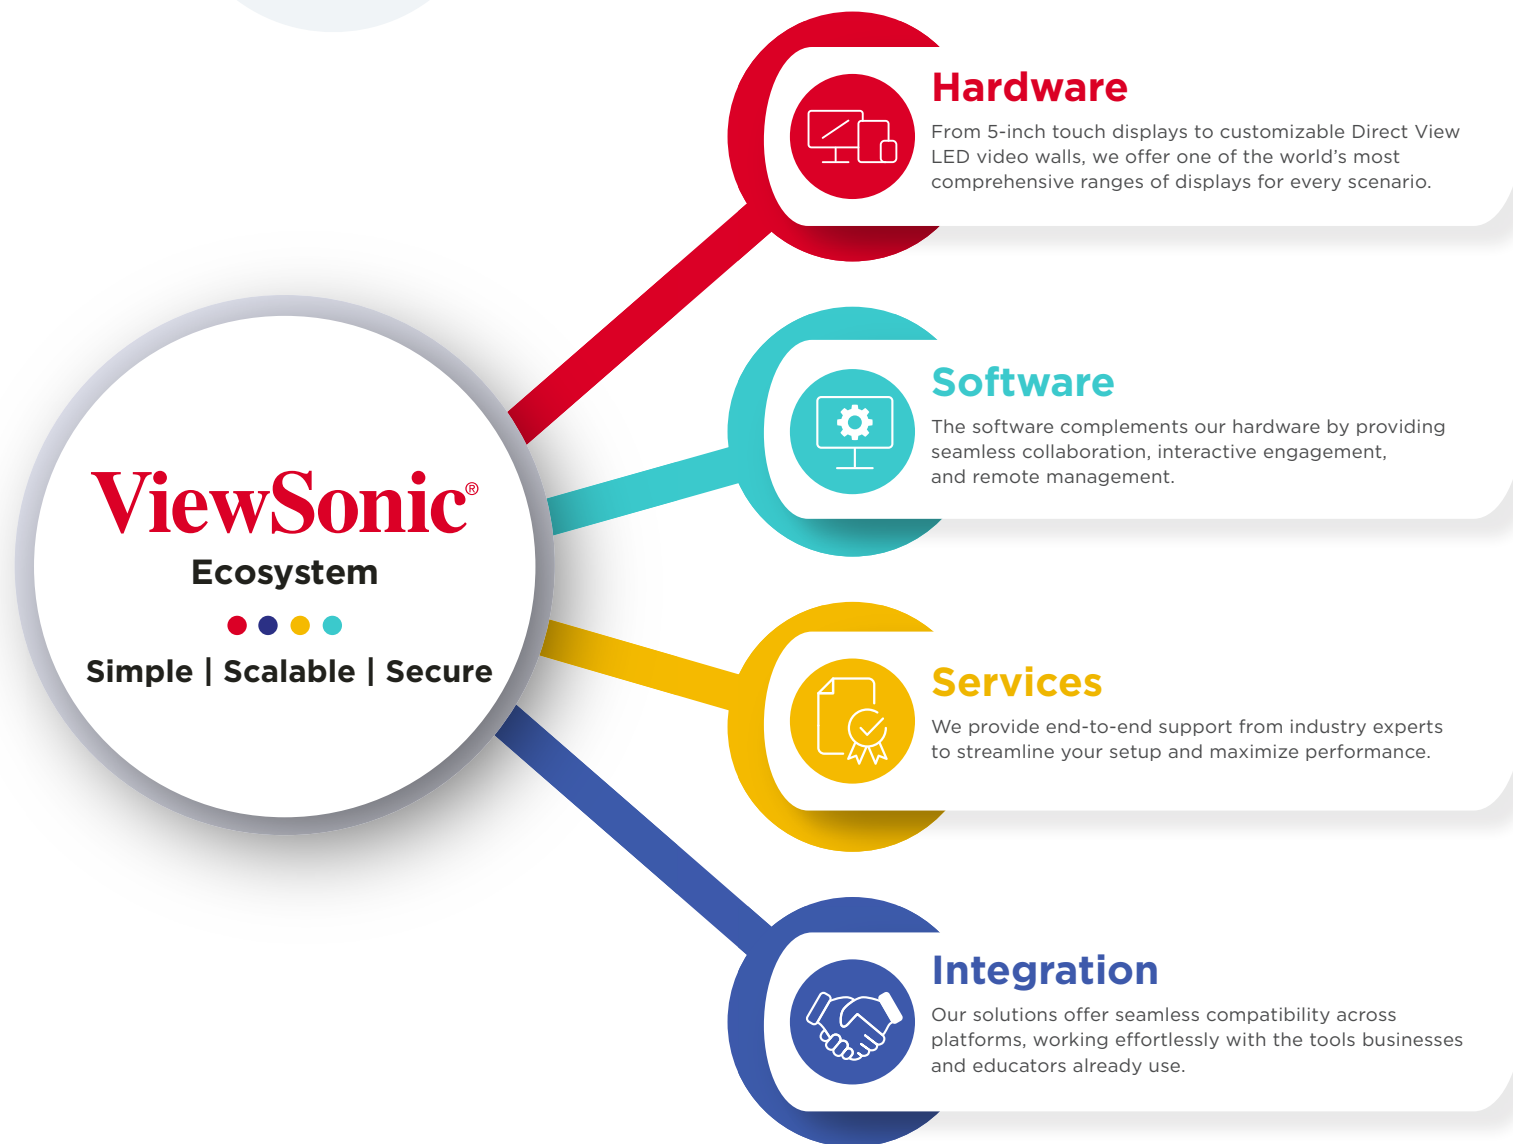 ViewSonic®
Ecosystem
Simple | Scalable | Secure
Hardware
From 5-inch touch displays to customizable Direct View
LED video walls, we offer one of the world's most
comprehensive ranges of displays for every scenario.
Software
The software complements our hardware by providing
seamless collaboration, interactive engagement,
and remote management.
Services
We provide end-to-end support from industry experts
to streamline your setup and maximize performance.
Integration
Our solutions offer seamless compatibility across
platforms, working effortlessly with the tools businesses
and educators already use.